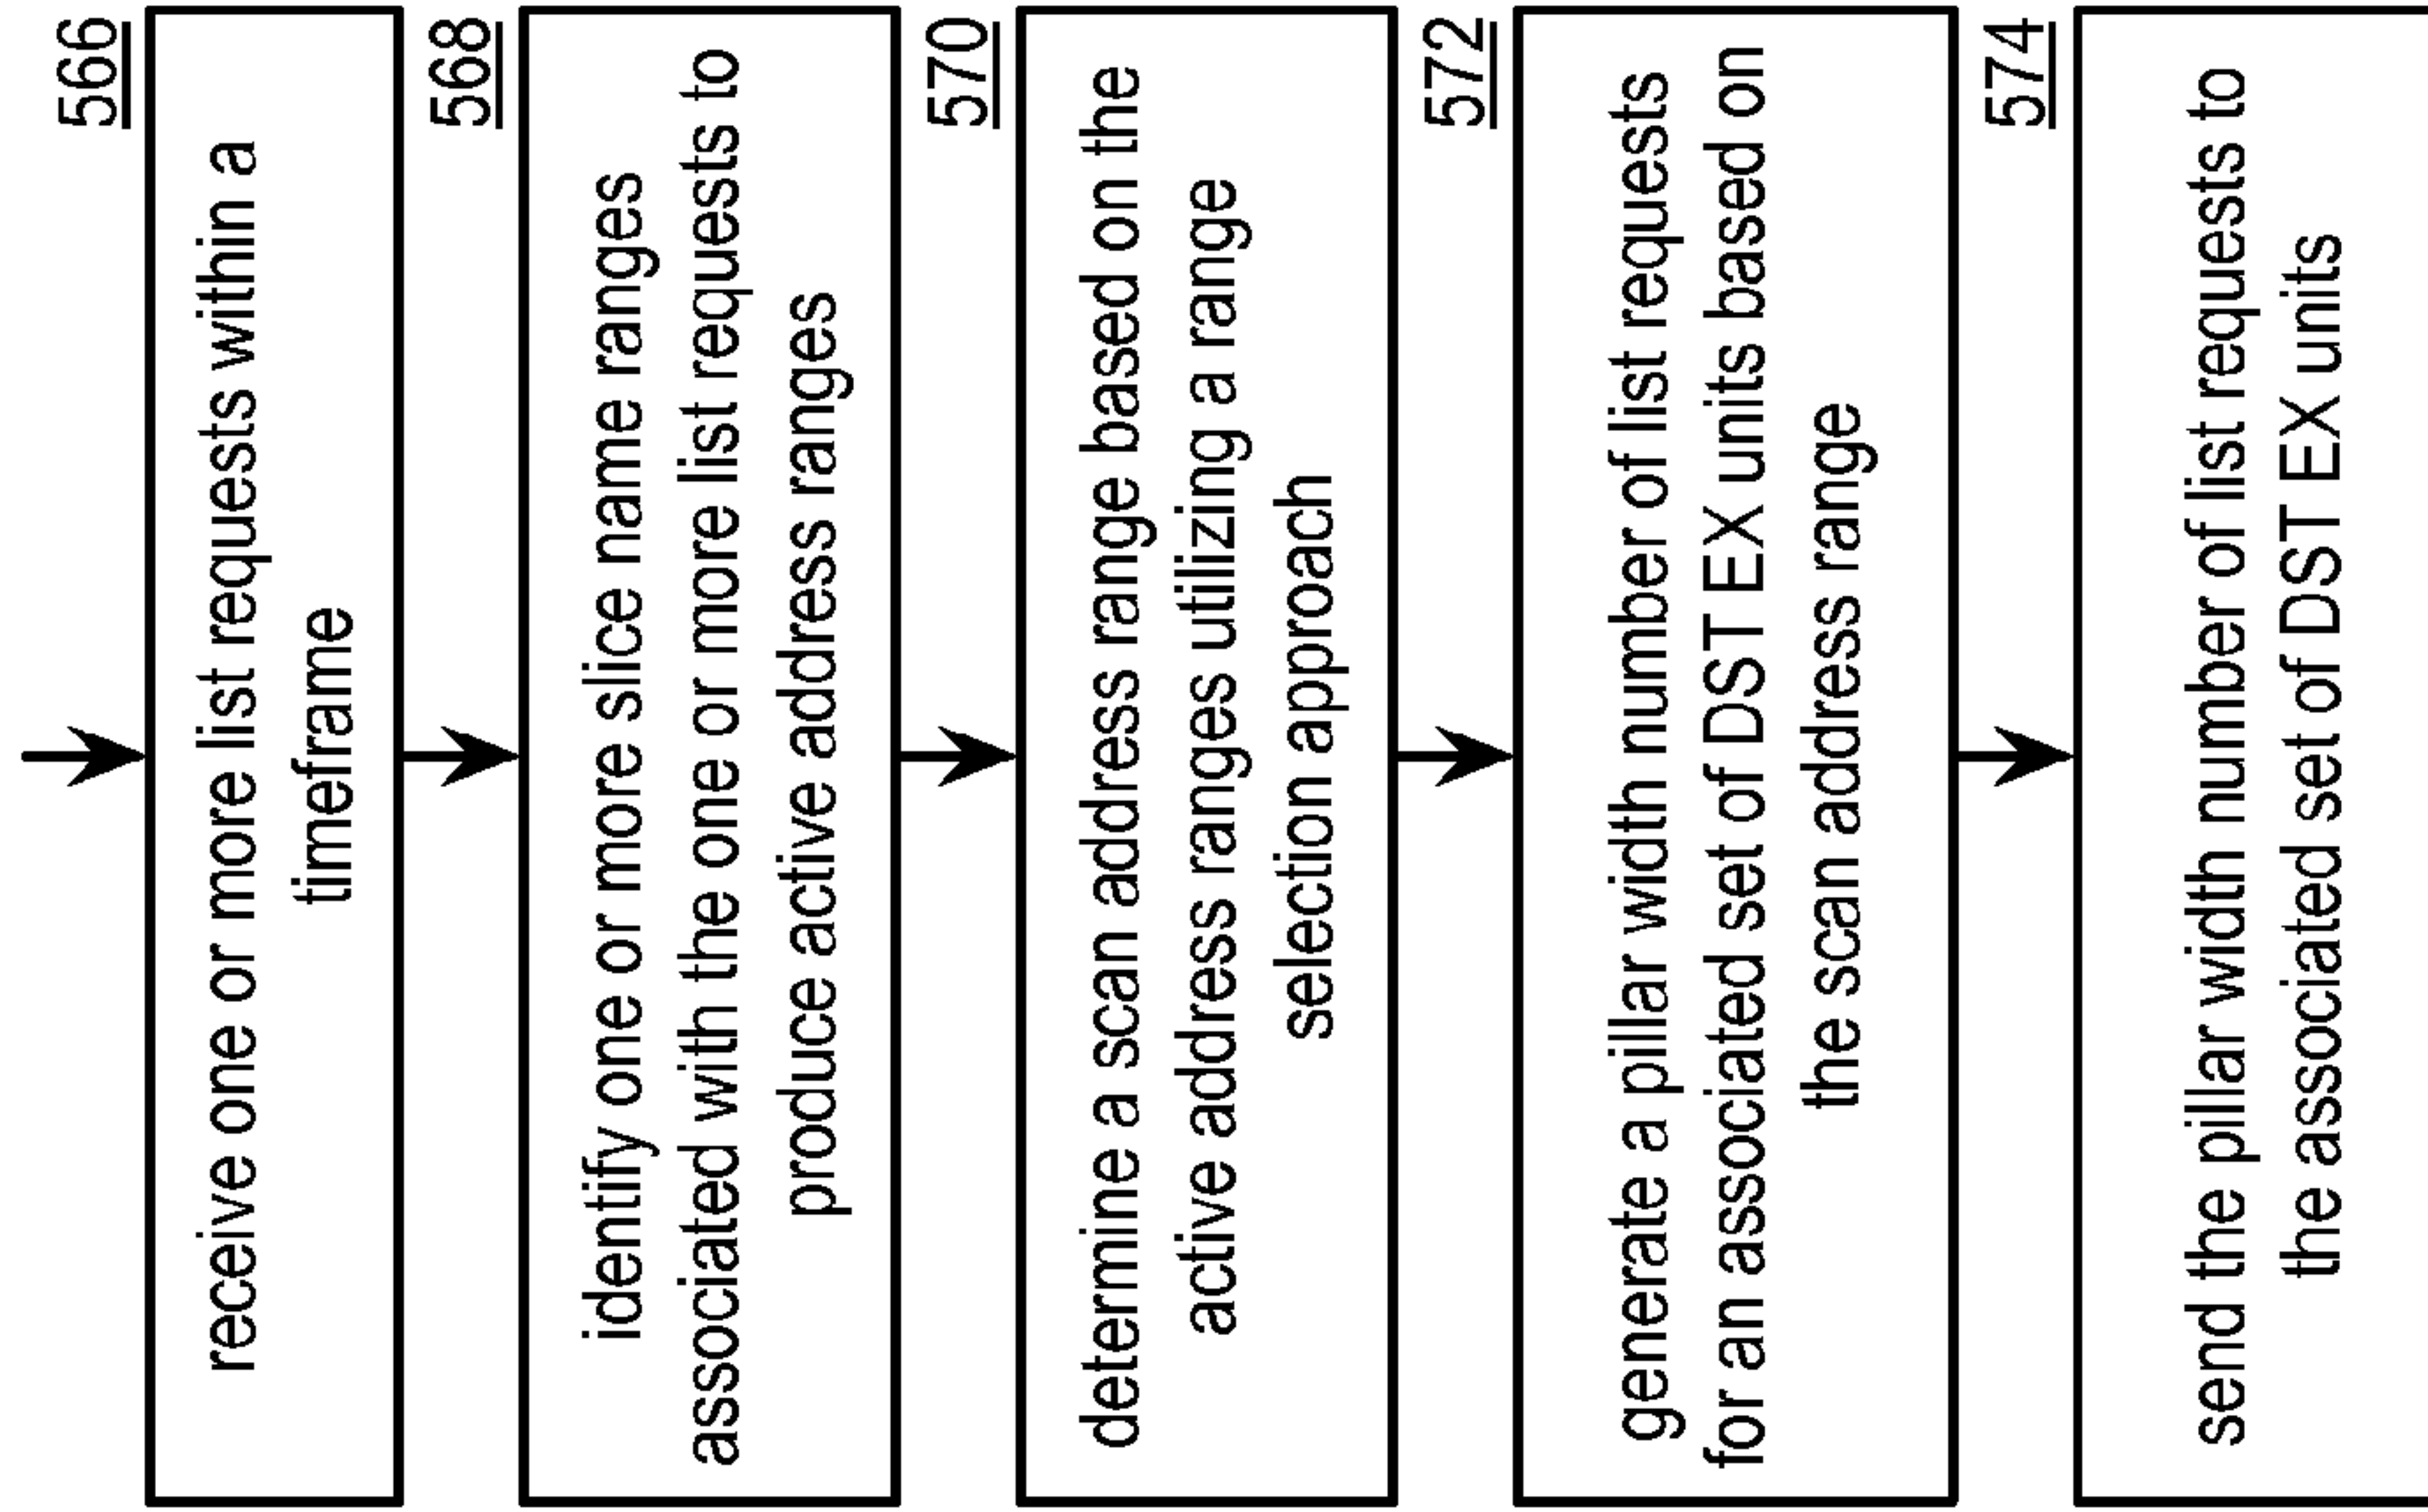 566
receive one or more list requests within a
timeframe
568
identify one or more slice name ranges
associated with the one or more list requests to
produce active address ranges
570
determine a scan address range based on the
active address ranges utilizing a range
selection approach
572
generate a pillar width number of list requests
for an associated set of DST EX units based on
the scan address range
574
send the pillar width number of list requests to
the associated set of DST EX units